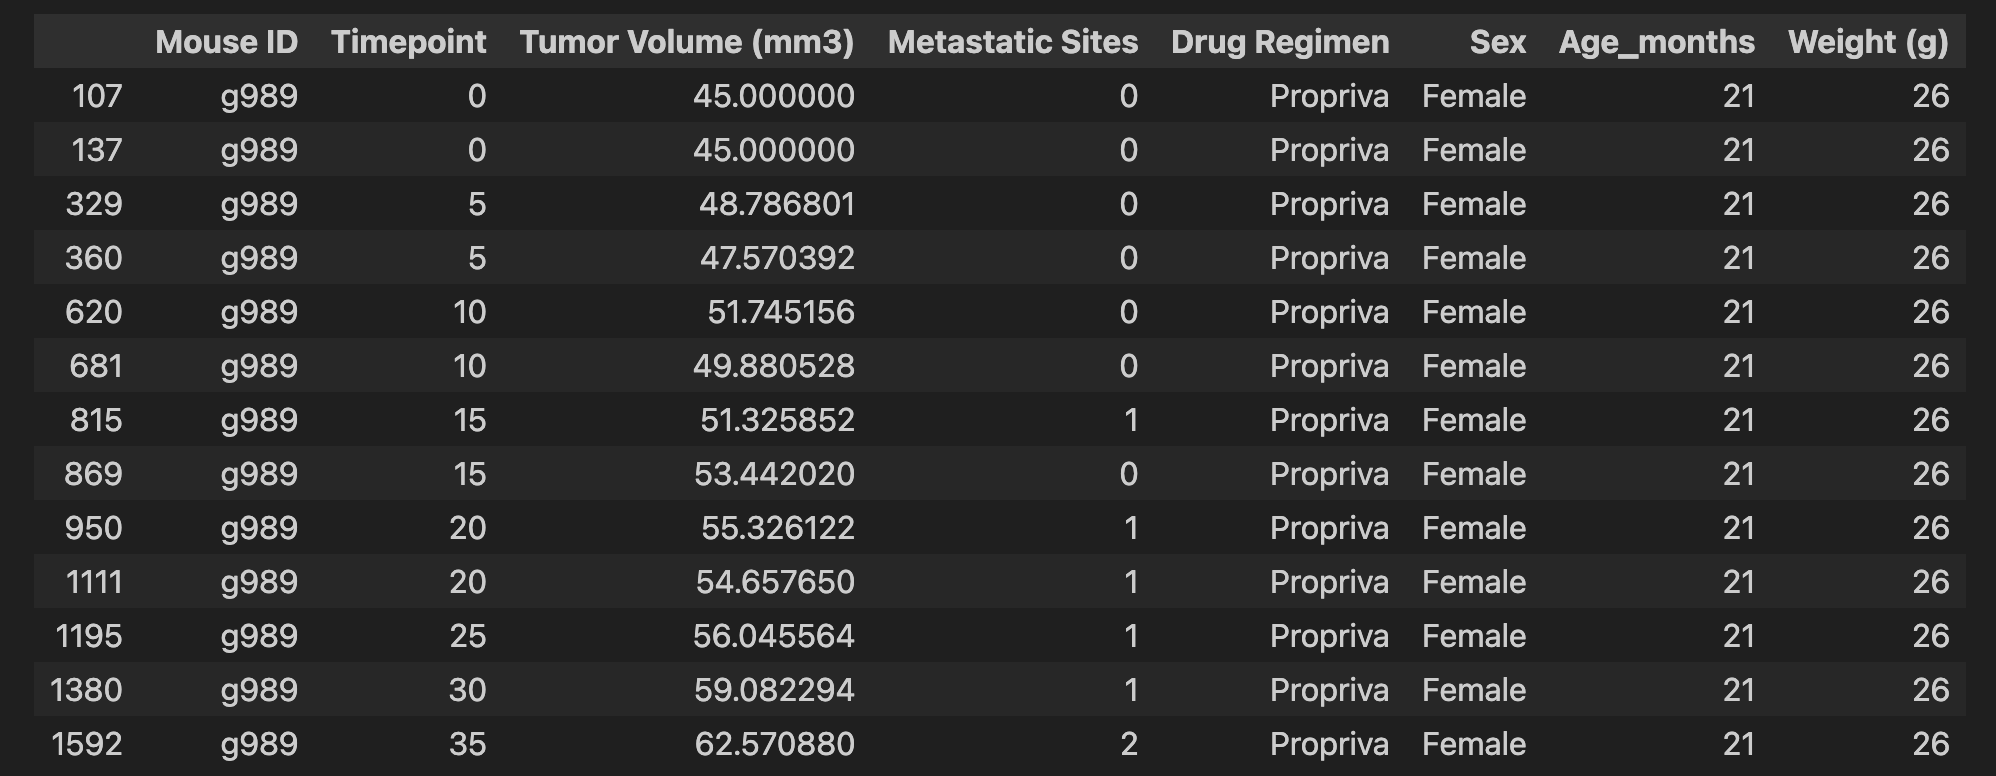 Mouse ID Timepoint Tumor Volume (mm3) Metastatic Sites Drug Regimen Sex Age_months Weight (g)
107 g989 0 45.000000 0 Propriva Female 21 26
137 g989 0 45.000000 0 Propriva Female 21 26
329 g989 5 48.786801 0 Propriva Female 21 26
360 g989 5 47.570392 0 Propriva Female 21 26
620 g989 10 51.745156 0 Propriva Female 21 26
681 g989 10 49.880528 0 Propriva Female 21 26
815 g989 15 51.325852 1 Propriva Female 21 26
869 g989 15 53.442020 0 Propriva Female 21 26
950 g989 20 55.326122 1 Propriva Female 21 26
1111 g989 20 54.657650 1 Propriva Female 21 26
1195 g989 25 56.045564 1 Propriva Female 21 26
1380 g989 30 59.082294 1 Propriva Female 21 26
1592 g989 35 62.570880 2 Propriva Female 21 26